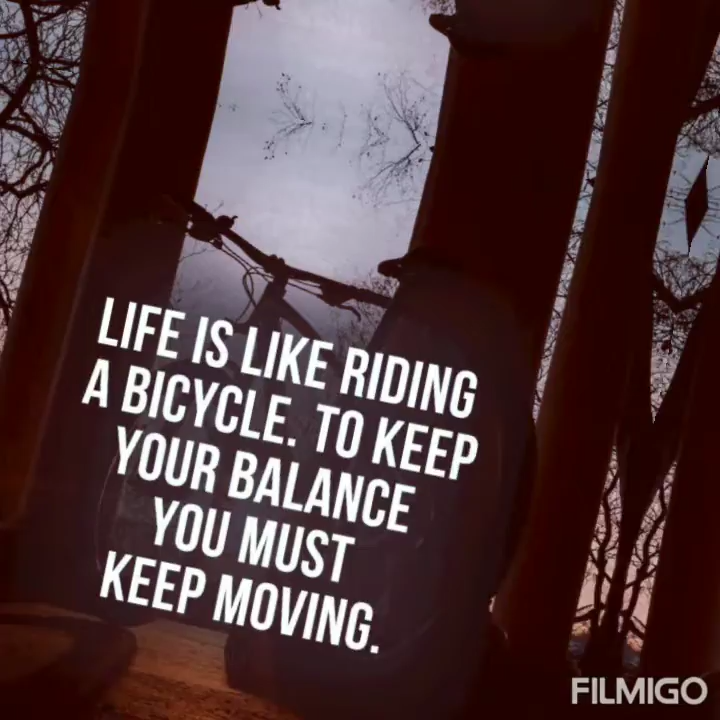 LIFE IS LIKE RIDING
A BICYCLE. TO KEEP
YOUR BALANCE
YOU MUST
KEEP MOVING.
FILMIGO